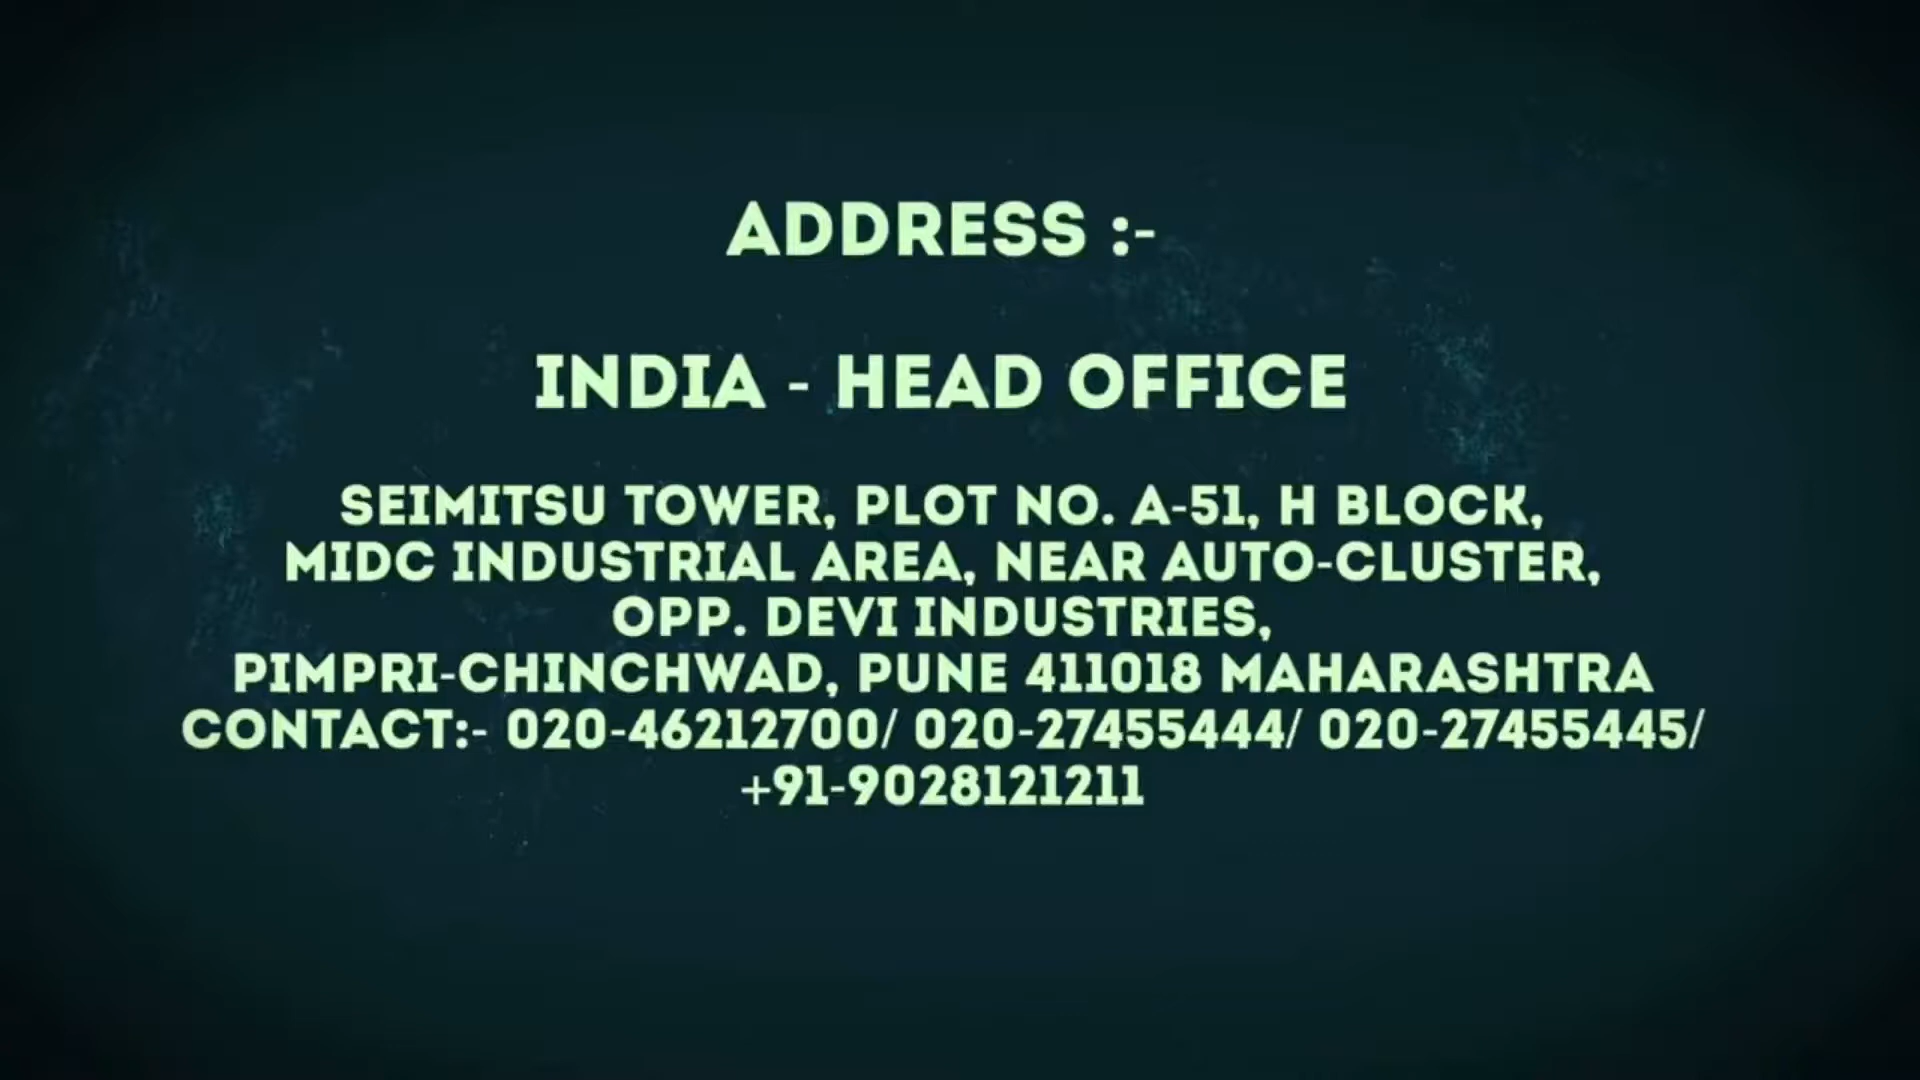 ADDRESS :-
INDIA - HEAD OFFICE
SEIMITSU TOWER, PLOT NO. A-51, H BLOCK,
MIDC INDUSTRIAL AREA, NEAR AUTO-CLUSTER,
OPP. DEVI INDUSTRIES,
PIMPRI-CHINCHWAD, PUNE 411018 MAHARASHTRA
CONTACT:- 020-46212700/ 020-27455444/ 020-27455445/
+91-9028121211